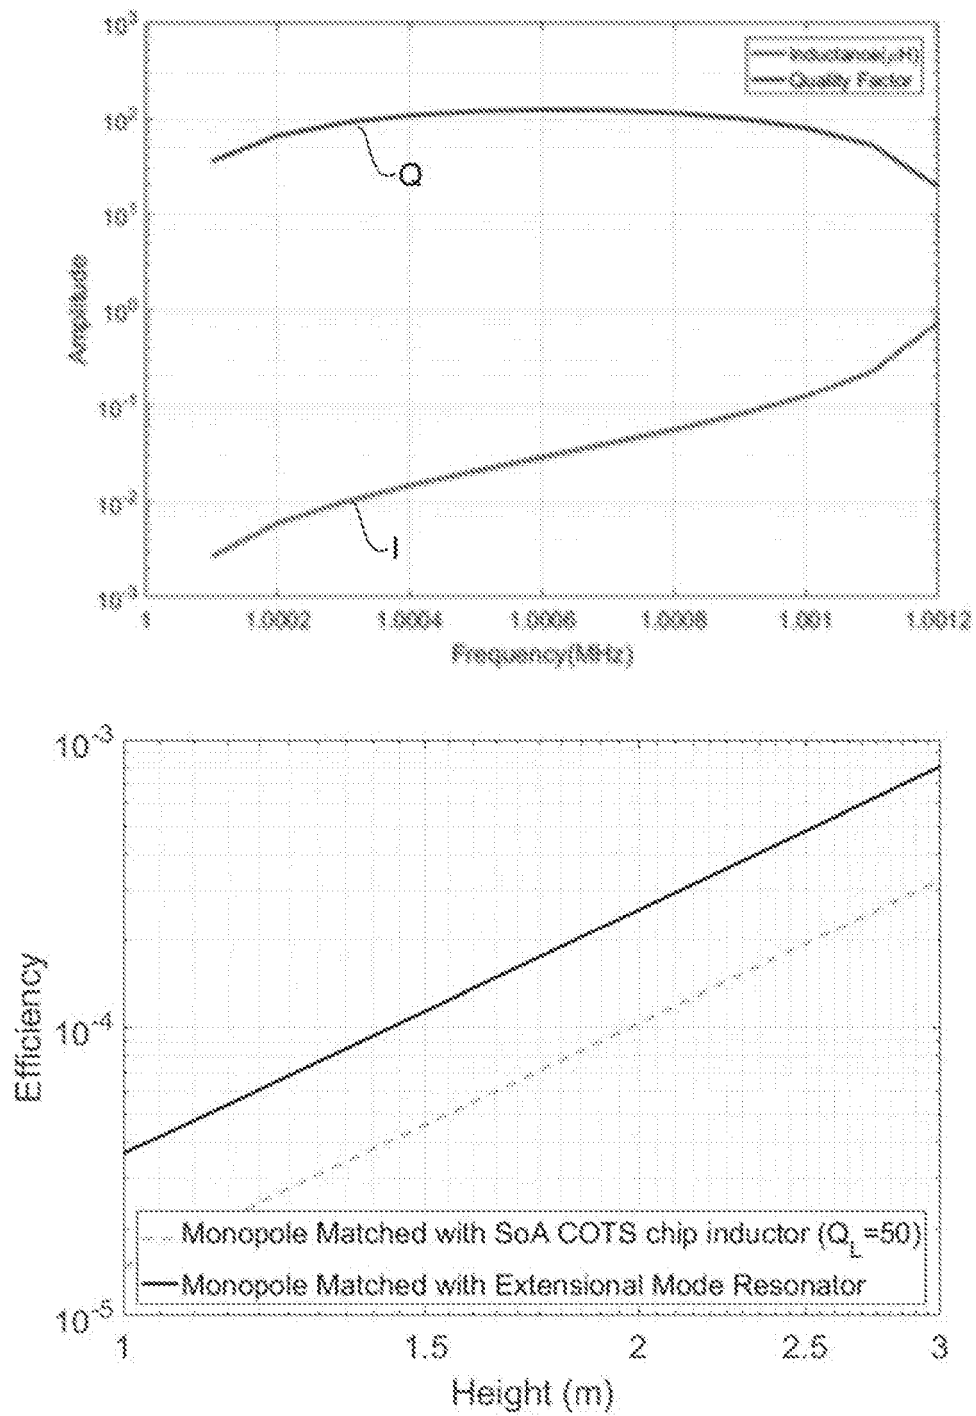 10³
Inductance(μH)
Quality Factor
10²
Q
10¹
Amplitude
10⁰
10⁻¹
10⁻²
I
10⁻³
1 1.0002 1.0004 1.0006 1.0008 1.001 1.0012
Frequency(MHz)
10⁻³
Efficiency
10⁻⁴
Monopole Matched with SoA COTS chip inductor (Q_L=50)
Monopole Matched with Extensional Mode Resonator
10⁻⁵
1 1.5 2 2.5 3
Height (m)